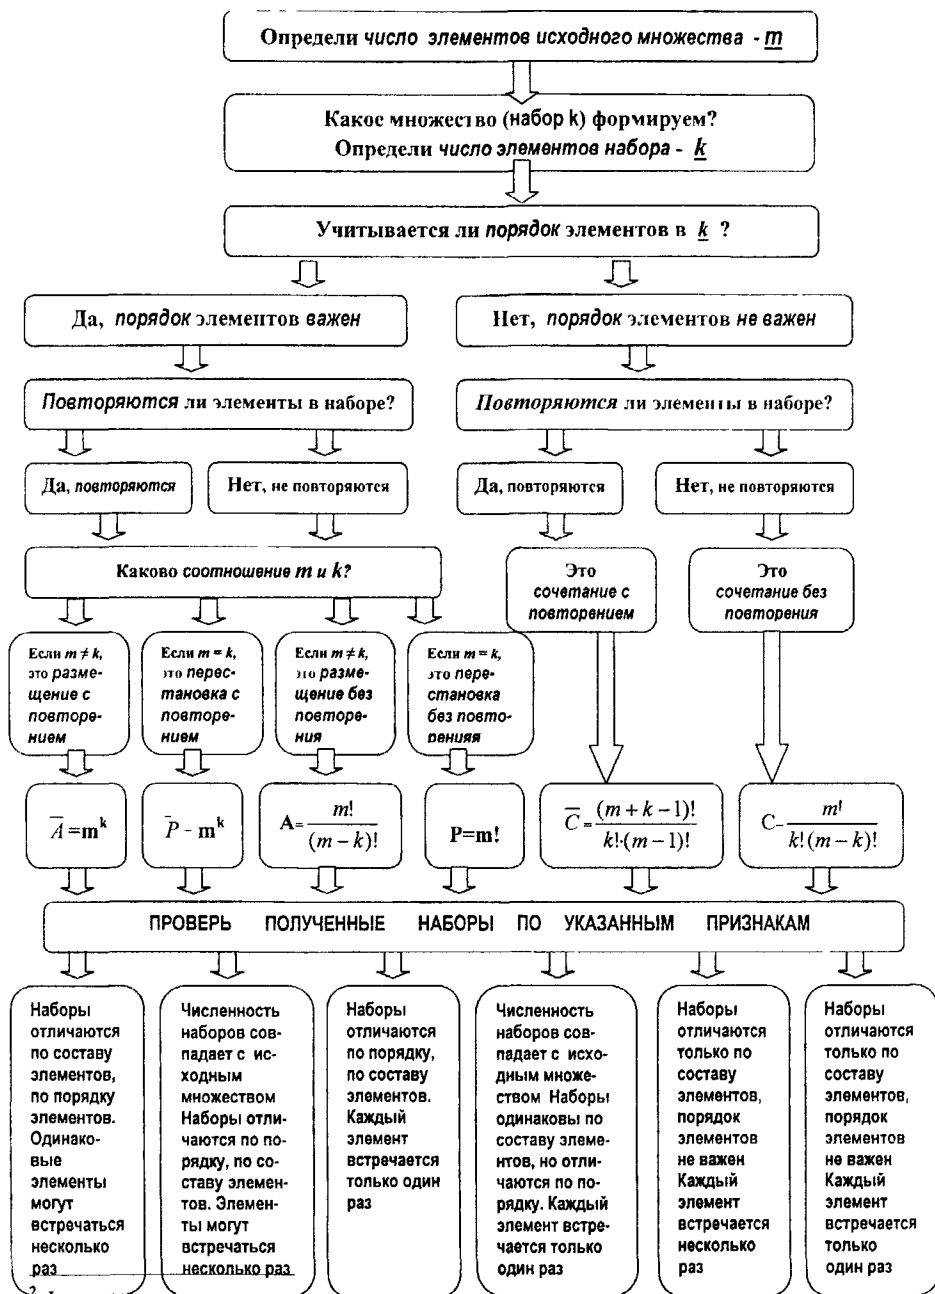 Определи число элементов исходного множества - m
Какое множество (набор k) формируем?
Определи число элементов набора - k
Учитывается ли порядок элементов в k ?
Да, порядок элементов важен
Нет, порядок элементов не важен
Повторяются ли элементы в наборе?
Повторяются ли элементы в наборе?
Да, повторяются
Нет, не повторяются
Да, повторяются
Нет, не повторяются
Каково соотношение m и k?
Это
сочетание с
повторением
Это
сочетание без
повторения
Если m ≠ k,
это разме-
щение с
повторе-
нием
Если m = k,
это перес-
тановка с
повторе-
нием
Если m ≠ k,
это разме-
щение без
повторе-
ния
Если m = k,
это пере-
становка
без повто-
ренияя
A̅ = mᵏ
P̅ - mᵏ
A= m!/(m − k)!
P=m!
C̅ = (m + k − 1)!/(k!·(m − 1)!)
C- m!/(k!(m − k)!)
ПРОВЕРЬ ПОЛУЧЕННЫЕ НАБОРЫ ПО УКАЗАННЫМ ПРИЗНАКАМ
Наборы
отличаются
по составу
элементов,
по порядку
элементов.
Одинако-
вые
элементы
могут
встречаться
несколько
раз
Численность
наборов сов-
падает с ис-
ходным
множеством
Наборы отли-
чаются по по-
рядку, по со-
ставу элемен-
тов. Элемен-
ты могут
встречаться
несколько раз
Наборы
отличаются
по порядку,
по составу
элементов.
Каждый
элемент
встречается
только один
раз
Численность
наборов сов-
падает с исх-
одным множе-
ством Наборы
одинаковы по
составу элеме-
нтов, но отли-
чаются по по-
рядку. Каждый
элемент встре-
чается только
один раз
Наборы
отличаются
только по
составу
элементов,
порядок
элементов
не важен
Каждый
элемент
встречается
несколько
раз
Наборы
отличаются
только по
составу
элементов,
порядок
элементов
не важен
Каждый
элемент
встречается
только
один раз
2